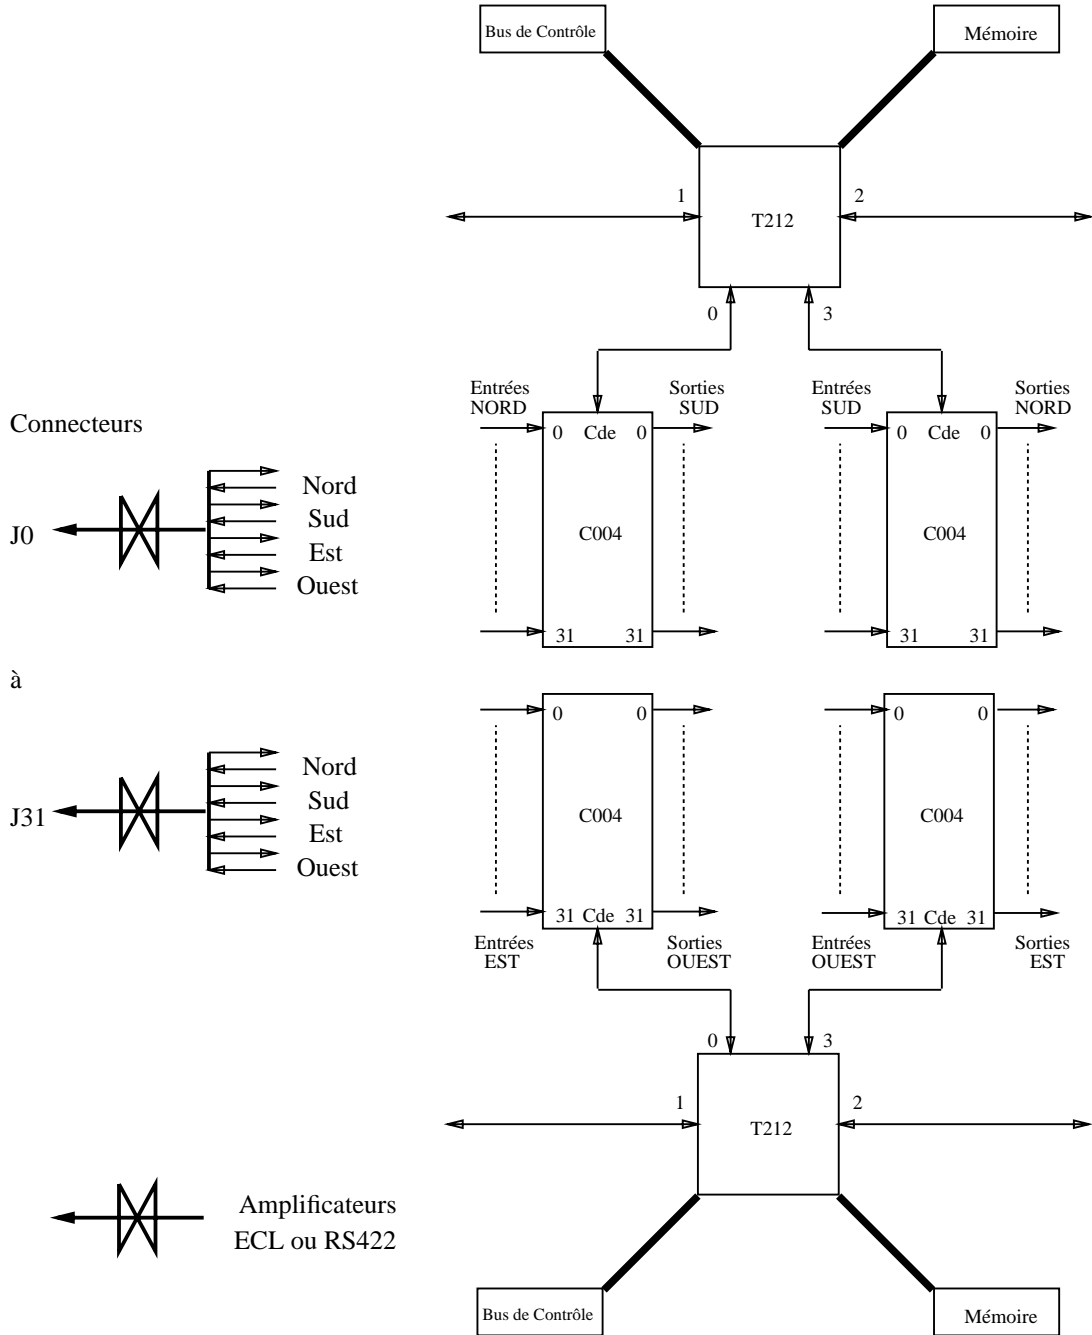 Bus de Contrôle
Mémoire
1
T212
2
0
3
Entrées
NORD
Sorties
SUD
Entrées
SUD
Sorties
NORD
Connecteurs
0 Cde 0
0 Cde 0
J0
Nord
Sud
Est
Ouest
C004
C004
31 31
31 31
à
0 0
0 0
J31
Nord
Sud
Est
Ouest
C004
C004
31 Cde 31
31 Cde 31
Entrées
EST
Sorties
OUEST
Entrées
OUEST
Sorties
EST
0
3
1
T212
2
Amplificateurs
ECL ou RS422
Bus de Contrôle
Mémoire